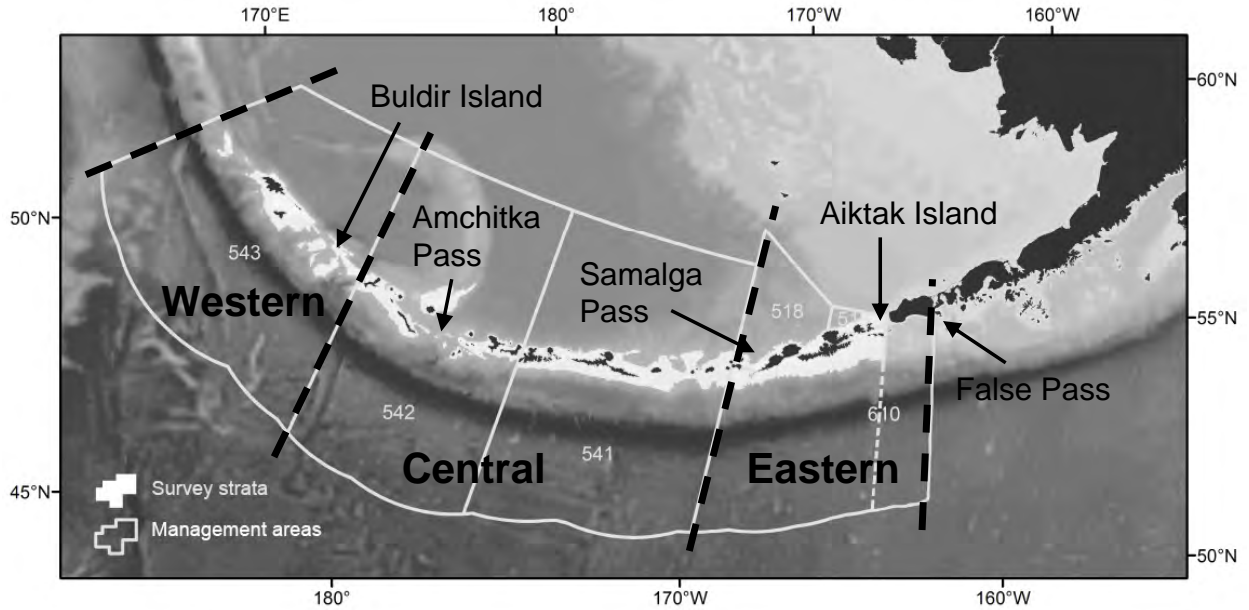 170°E 180° 170°W 160°W
60°N
Buldir Island
50°N
Amchitka
Pass
Aiktak Island
543
Samalga
Pass
Western
518
55°N
False Pass
542
610
541
Central
Eastern
45°N
Survey strata
Management areas
50°N
180° 170°W 160°W